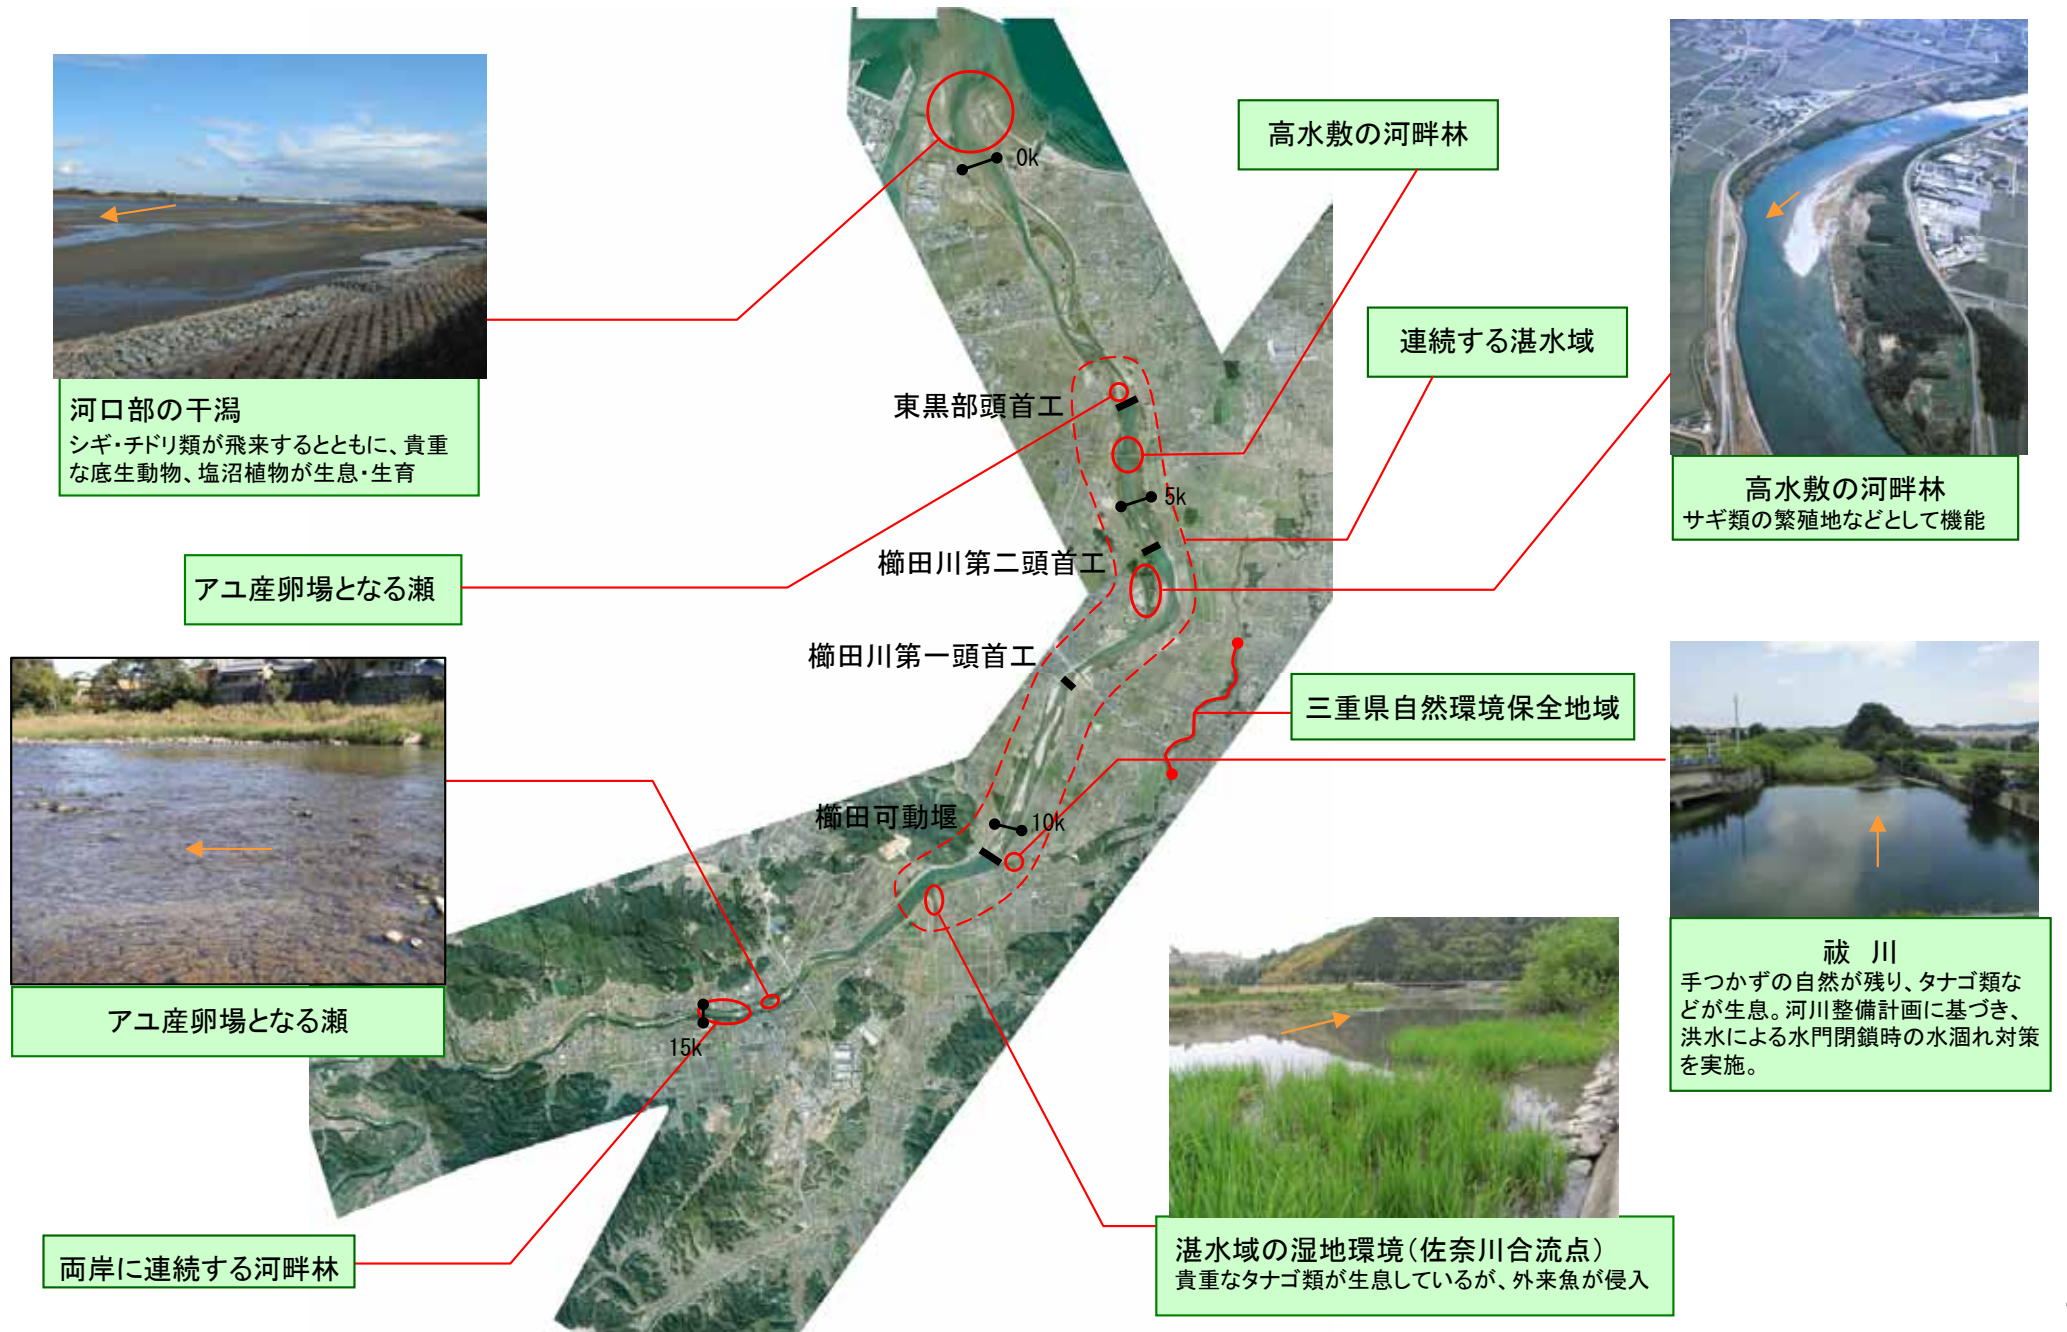 0k
高水敷の河畔林
連続する湛水域
東黒部頭首工
河口部の干潟
シギ・チドリ類が飛来するとともに、貴重
な底生動物、塩沼植物が生息・生育
5k
高水敷の河畔林
サギ類の繁殖地などとして機能
櫛田川第二頭首工
アユ産卵場となる瀬
櫛田川第一頭首工
三重県自然環境保全地域
櫛田可動堰
10k
祓 川
手つかずの自然が残り、タナゴ類な
どが生息。河川整備計画に基づき、
洪水による水門閉鎖時の水涸れ対策
を実施。
アユ産卵場となる瀬
15k
両岸に連続する河畔林
湛水域の湿地環境(佐奈川合流点)
貴重なタナゴ類が生息しているが、外来魚が侵入